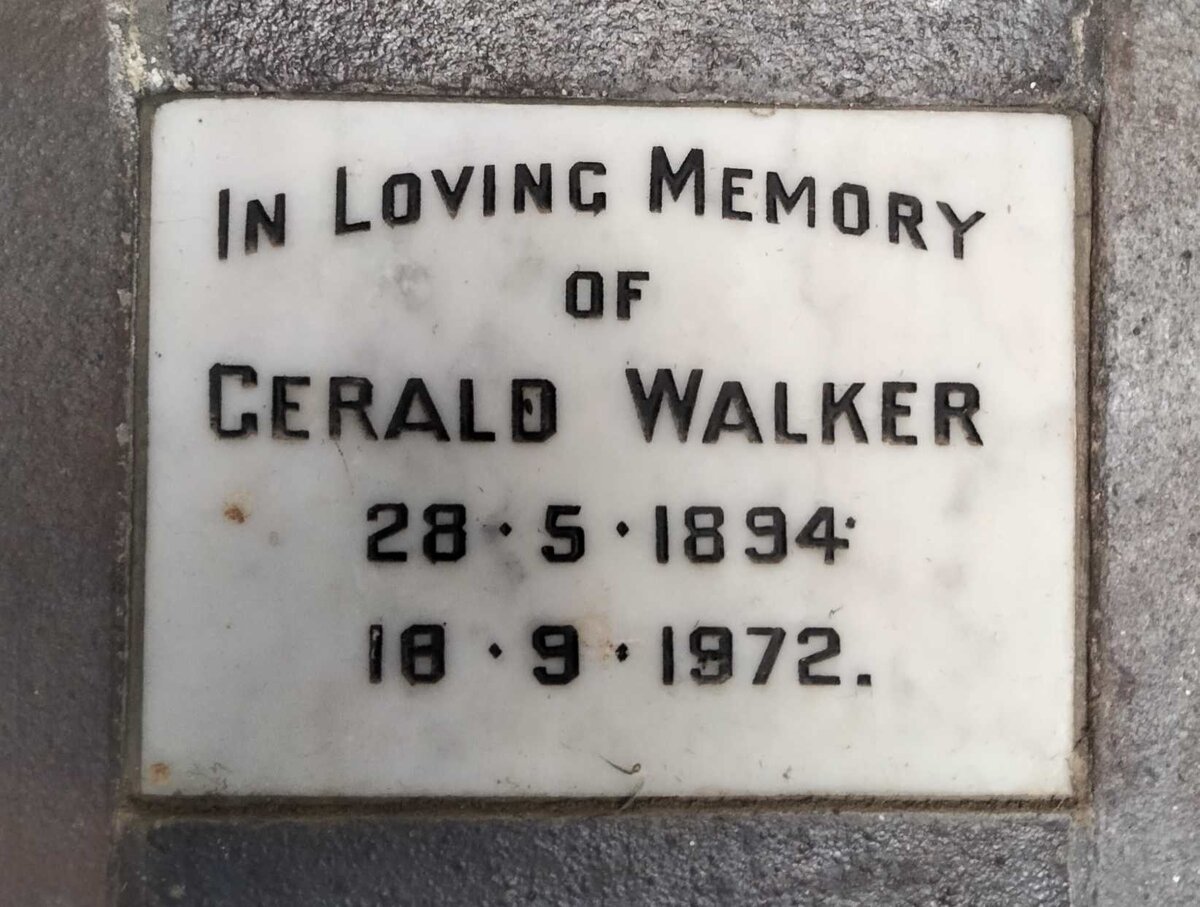 IN LOVING MEMORY
OF
GERALD WALKER
28·5·1894·
18·9·1972.